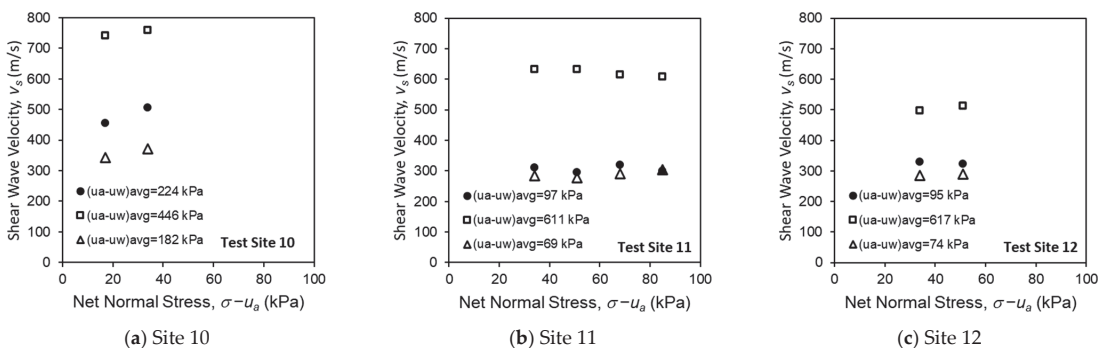 Shear Wave Velocity, vₛ (m/s)
800
700
600
500
400
300
200
100
0
(ua-uw)avg=224 kPa
(ua-uw)avg=446 kPa
(ua-uw)avg=182 kPa
Test Site 10
0 20 40 60 80 100
Net Normal Stress, σ−uₐ (kPa)
(a) Site 10
Shear Wave Velocity, vₛ (m/s)
800
700
600
500
400
300
200
100
0
(ua-uw)avg=97 kPa
(ua-uw)avg=611 kPa
(ua-uw)avg=69 kPa
Test Site 11
0 20 40 60 80 100
Net Normal Stress, σ−uₐ (kPa)
(b) Site 11
Shear Wave Velocity, vₛ (m/s)
800
700
600
500
400
300
200
100
0
(ua-uw)avg=95 kPa
(ua-uw)avg=617 kPa
(ua-uw)avg=74 kPa
Test Site 12
0 20 40 60 80 100
Net Normal Stress, σ−uₐ (kPa)
(c) Site 12